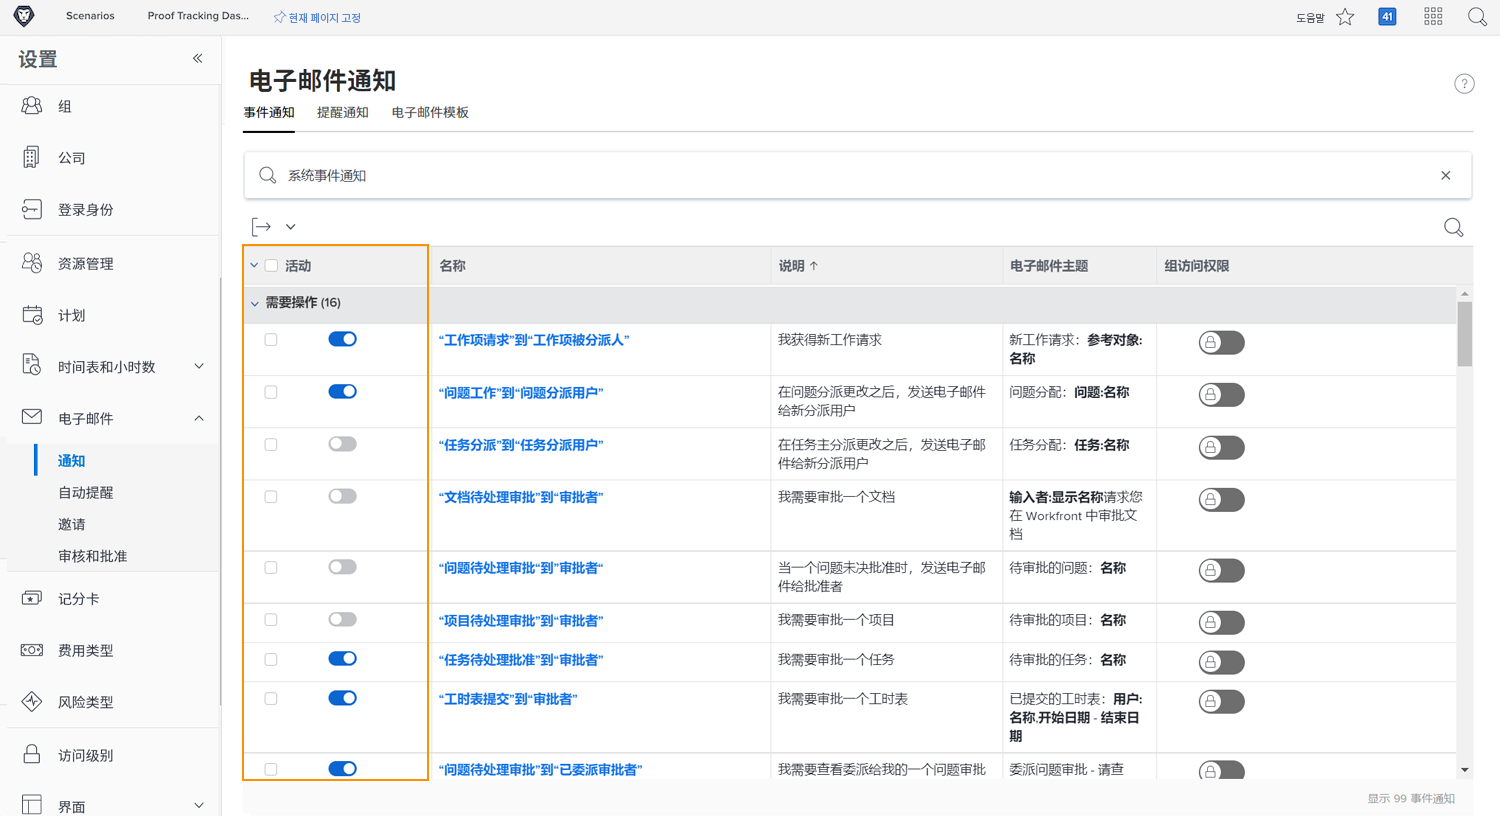 Scenarios
Proof Tracking Das...
현재 페이지 고정
도움말
41
设置
组
公司
登录身份
资源管理
计划
时间表和小时数
电子邮件
通知
自动提醒
邀请
审核和批准
记分卡
费用类型
风险类型
访问级别
界面
电子邮件通知
?
事件通知
提醒通知
电子邮件模板
系统事件通知
活动
名称
说明
电子邮件主题
组访问权限
需要操作 (16)
“工作项请求”到“工作项被分派人”
我获得新工作请求
新工作请求：参考对象:
名称
“问题工作”到“问题分派用户”
在问题分派更改之后，发送电子邮件
给新分派用户
问题分配：问题:名称
“任务分派”到“任务分派用户”
在任务主分派更改之后，发送电子邮
件给新分派用户
任务分配：任务:名称
“文档待处理审批”到“审批者”
我需要审批一个文档
输入者:显示名称请求您
在 Workfront 中审批文
档
“问题待处理审批“到”审批者“
当一个问题未决批准时，发送电子邮
件给批准者
待审批的问题：名称
“项目待处理审批”到“审批者”
我需要审批一个项目
待审批的项目：名称
“任务待处理批准”到“审批者”
我需要审批一个任务
待审批的任务：名称
“工时表提交”到“审批者”
我需要审批一个工时表
已提交的工时表：用户:
名称,开始日期 - 结束日
期
“问题待处理审批”到“已委派审批者”
我需要查看委派给我的一个问题审批
委派问题审批 - 请查
显示 99 事件通知